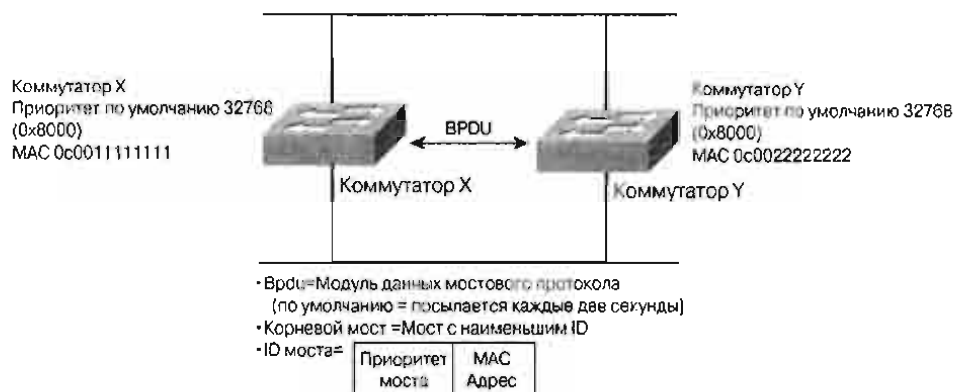 Коммутатор X
Приоритет по умолчанию 32768
(0x8000)
MAC 0c0011111111
BPDU
Коммутатор X
Коммутатор Y
Приоритет по умолчанию 32768
(0x8000)
MAC 0c0022222222
Коммутатор Y
• Bpdu=Модуль данных мостового протокола
(по умолчанию = посылается каждые две секунды)
• Корневой мост =Мост с наименьшим ID
• ID моста=
Приоритет моста
MAC Адрес